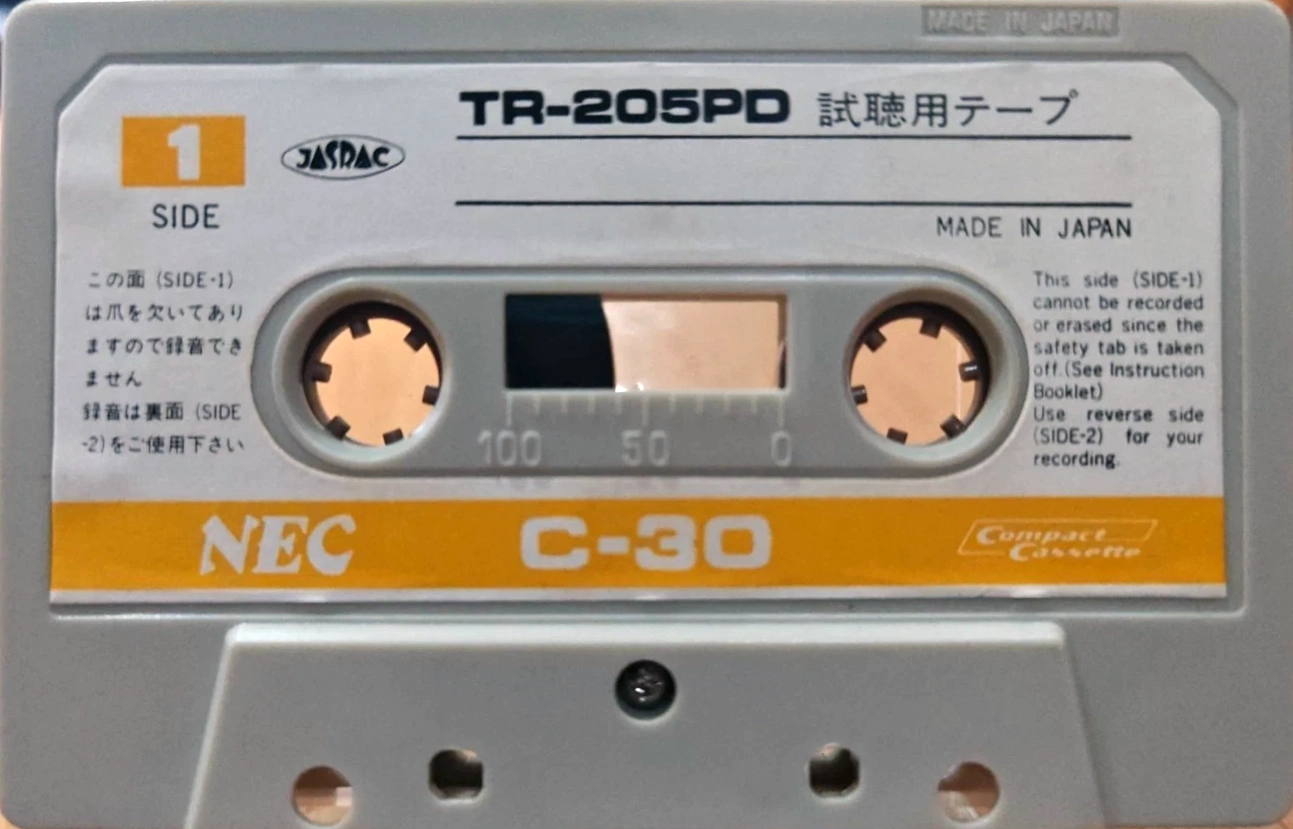 MADE IN JAPAN
TR-205PD 試聴用テープ
1
SIDE
JASRAC
MADE IN JAPAN
この面 (SIDE-1)
は爪を欠いてあり
ますので録音でき
ません
録音は裏面 (SIDE
-2)をご使用下さい
This side (SIDE-1)
cannot be recorded
or erased since the
safety tab is taken
off.(See Instruction
Booklet)
Use reverse side
(SIDE-2) for your
recording.
100 50 0
NEC C-30 Compact
Cassette